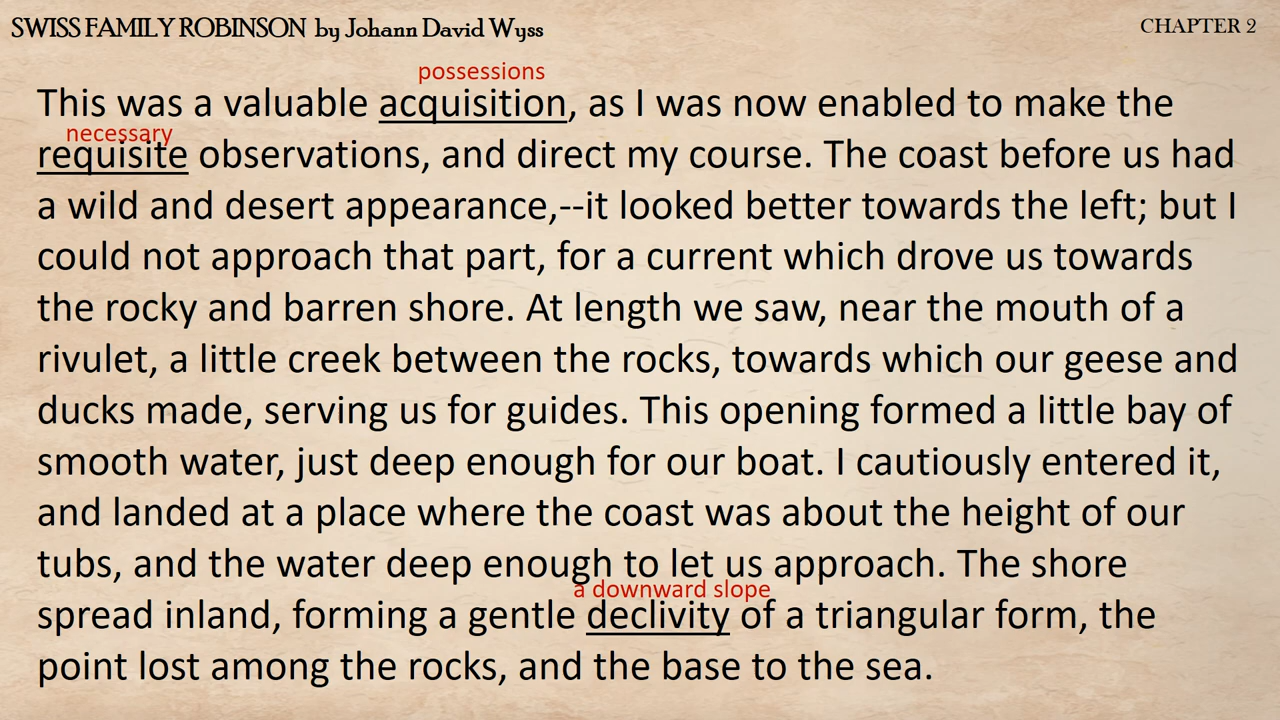 SWISS FAMILY ROBINSON by Johann David Wyss
CHAPTER 2
possessions
This was a valuable acquisition, as I was now enabled to make the
necessary
requisite observations, and direct my course. The coast before us had
a wild and desert appearance,--it looked better towards the left; but I
could not approach that part, for a current which drove us towards
the rocky and barren shore. At length we saw, near the mouth of a
rivulet, a little creek between the rocks, towards which our geese and
ducks made, serving us for guides. This opening formed a little bay of
smooth water, just deep enough for our boat. I cautiously entered it,
and landed at a place where the coast was about the height of our
tubs, and the water deep enough to let us approach. The shore
a downward slope
spread inland, forming a gentle declivity of a triangular form, the
point lost among the rocks, and the base to the sea.